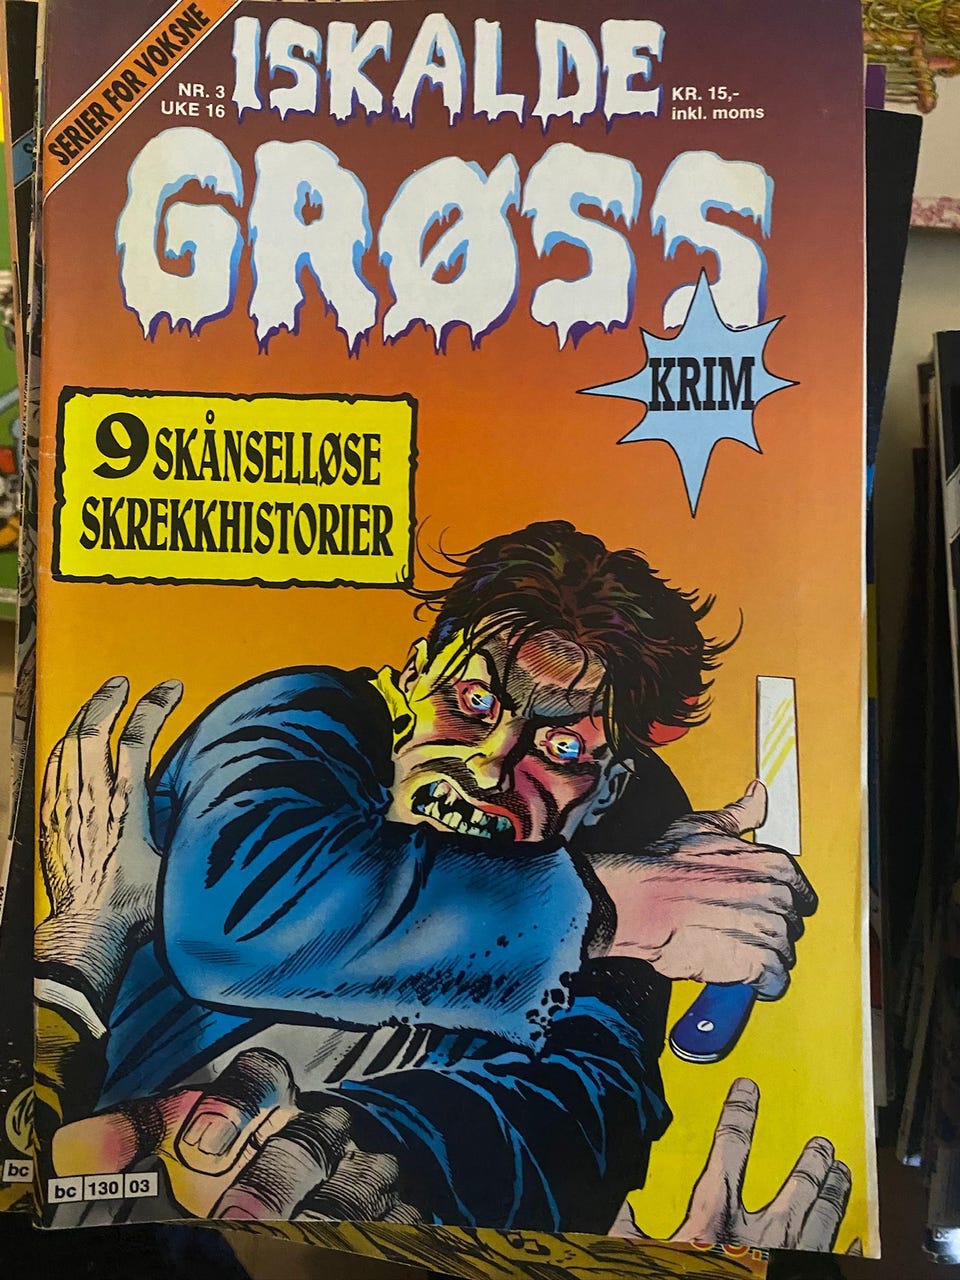 SERIER FOR VOKSNE
ISKALDE
NR. 3
UKE 16
KR. 15,-
inkl. moms
GRØSS
KRIM
9 SKÅNSELLØSE
SKREKKHISTORIER
bc
bc 130 03